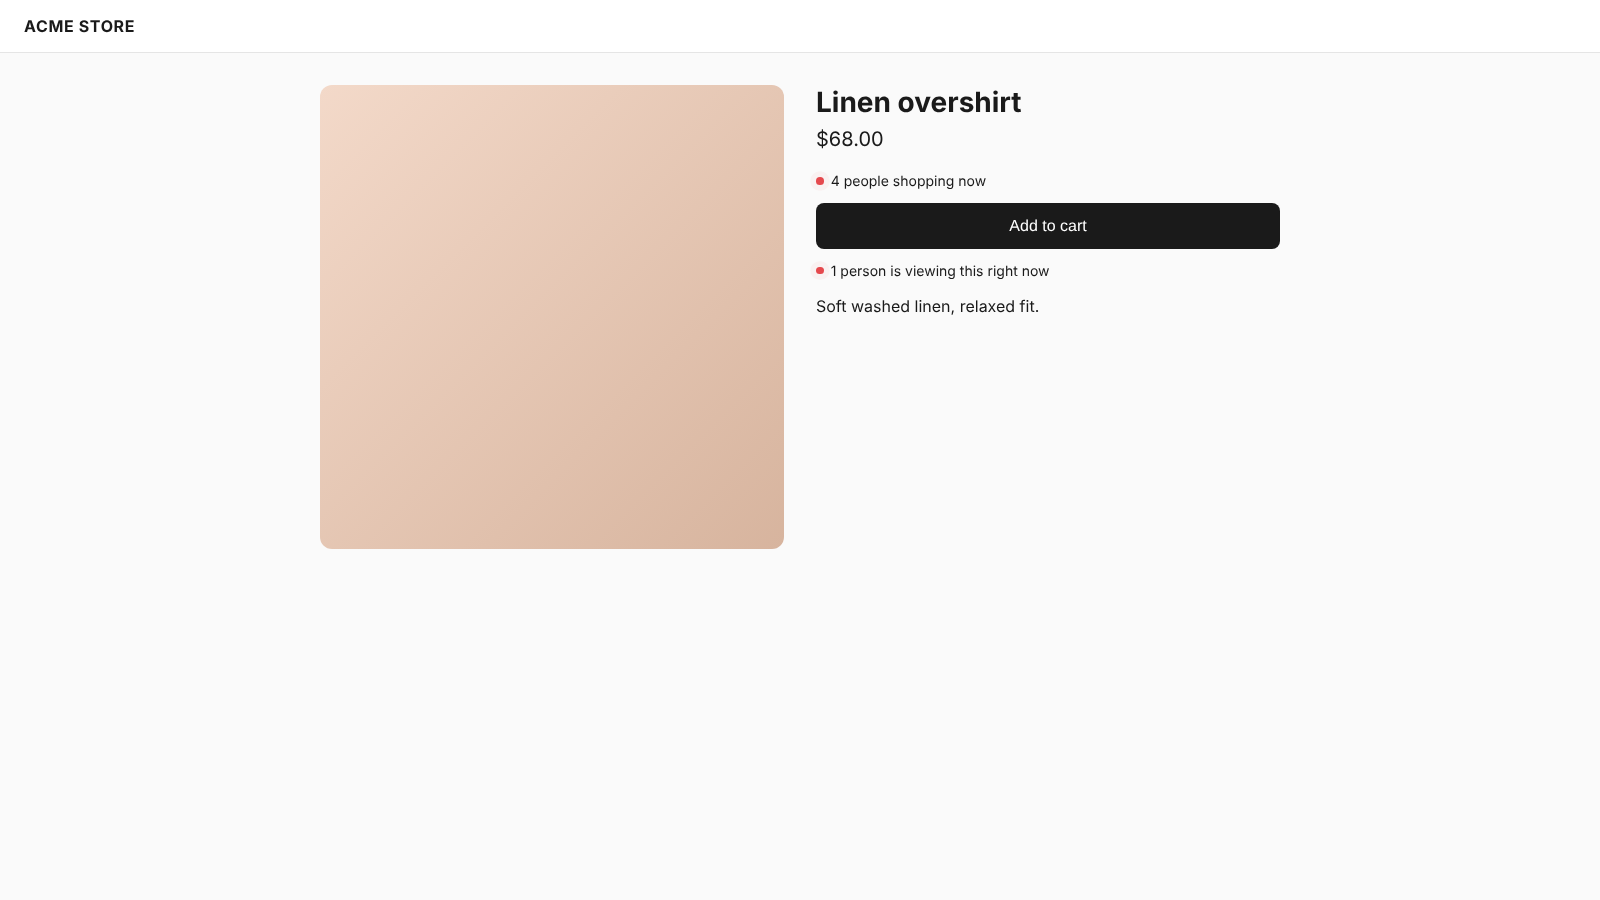 ACME STORE
Linen overshirt
$68.00
4 people shopping now
Add to cart
1 person is viewing this right now
Soft washed linen, relaxed fit.